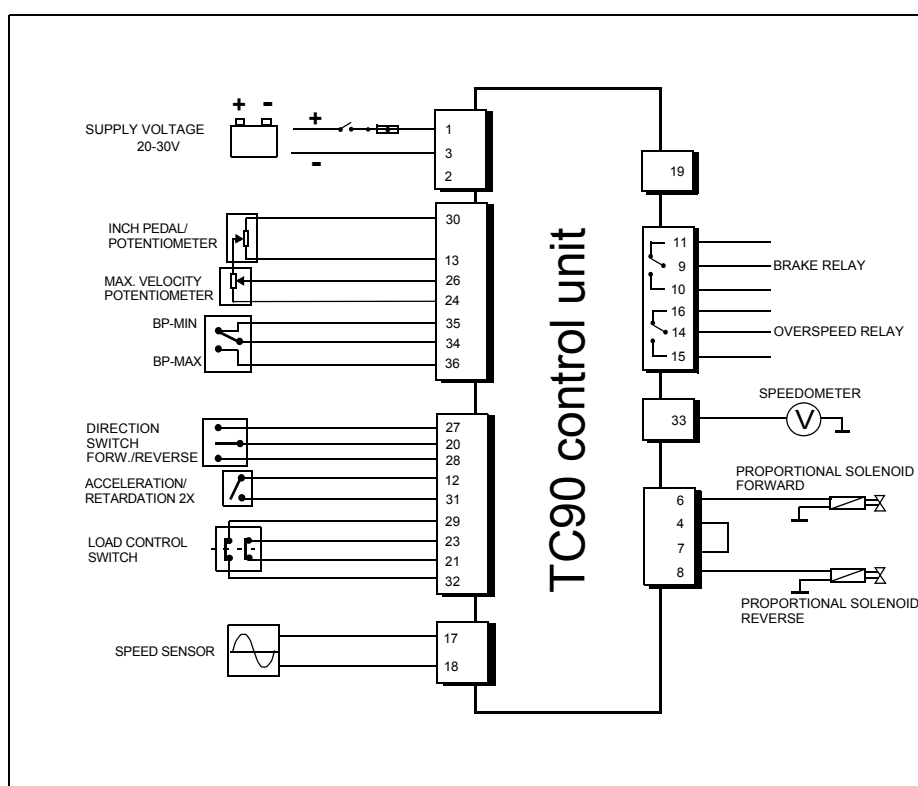 + -
SUPPLY VOLTAGE
20-30V
+
-
1
3
2
INCH PEDAL/
POTENTIOMETER
30
13
MAX. VELOCITY
POTENTIOMETER
26
24
BP-MIN
BP-MAX
35
34
36
DIRECTION
SWITCH
FORW./REVERSE
27
20
28
ACCELERATION/
RETARDATION 2X
12
31
LOAD CONTROL
SWITCH
29
23
21
32
SPEED SENSOR
17
18
TC90 control unit
19
11
9
10
BRAKE RELAY
16
14
15
OVERSPEED RELAY
SPEEDOMETER
33
V
PROPORTIONAL SOLENOID
FORWARD
6
4
7
8
PROPORTIONAL SOLENOID
REVERSE